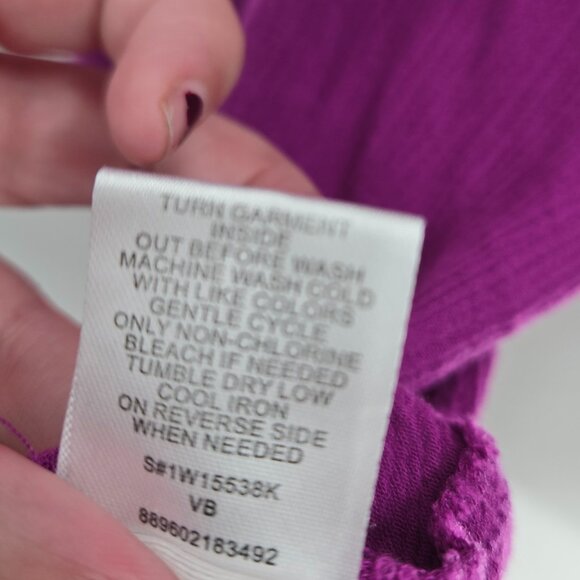 TURN GARMENT
INSIDE
OUT BEFORE WASH
MACHINE WASH COLD
WITH LIKE COLORS
GENTLE CYCLE
ONLY NON-CHLORINE
BLEACH IF NEEDED
TUMBLE DRY LOW
COOL IRON
ON REVERSE SIDE
WHEN NEEDED
S#1W15538K
VB
889602183492